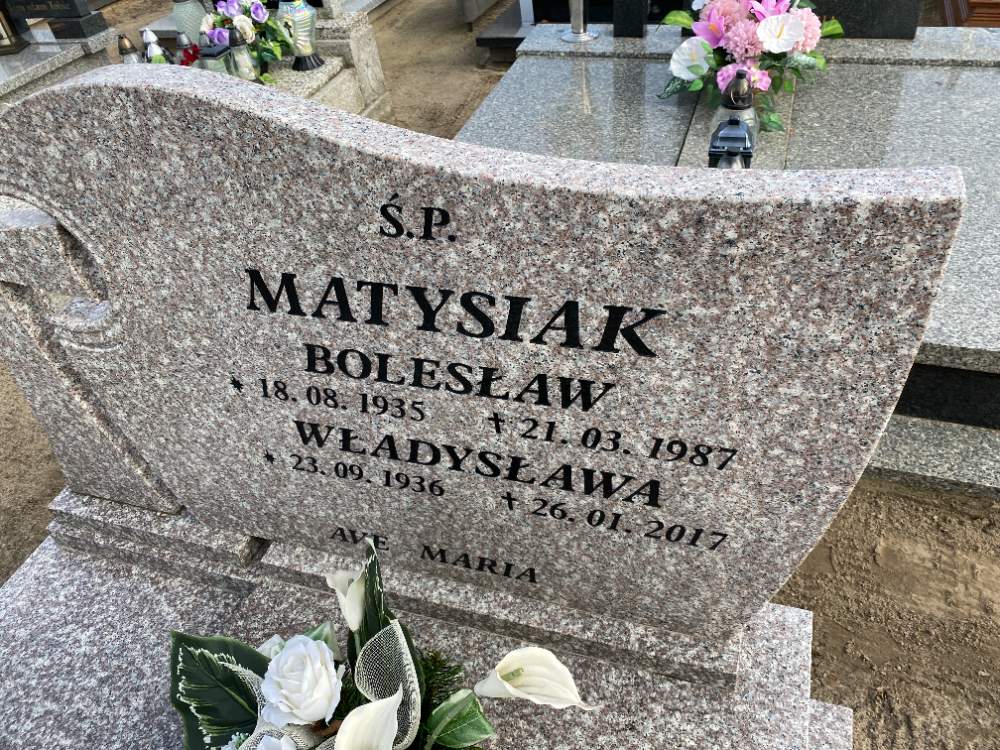 Ś.P.
MATYSIAK
BOLESŁAW
* 18. 08. 1935 ✝ 21. 03. 1987
WŁADYSŁAWA
* 23. 09. 1936 ✝ 26. 01. 2017
AVE MARIA